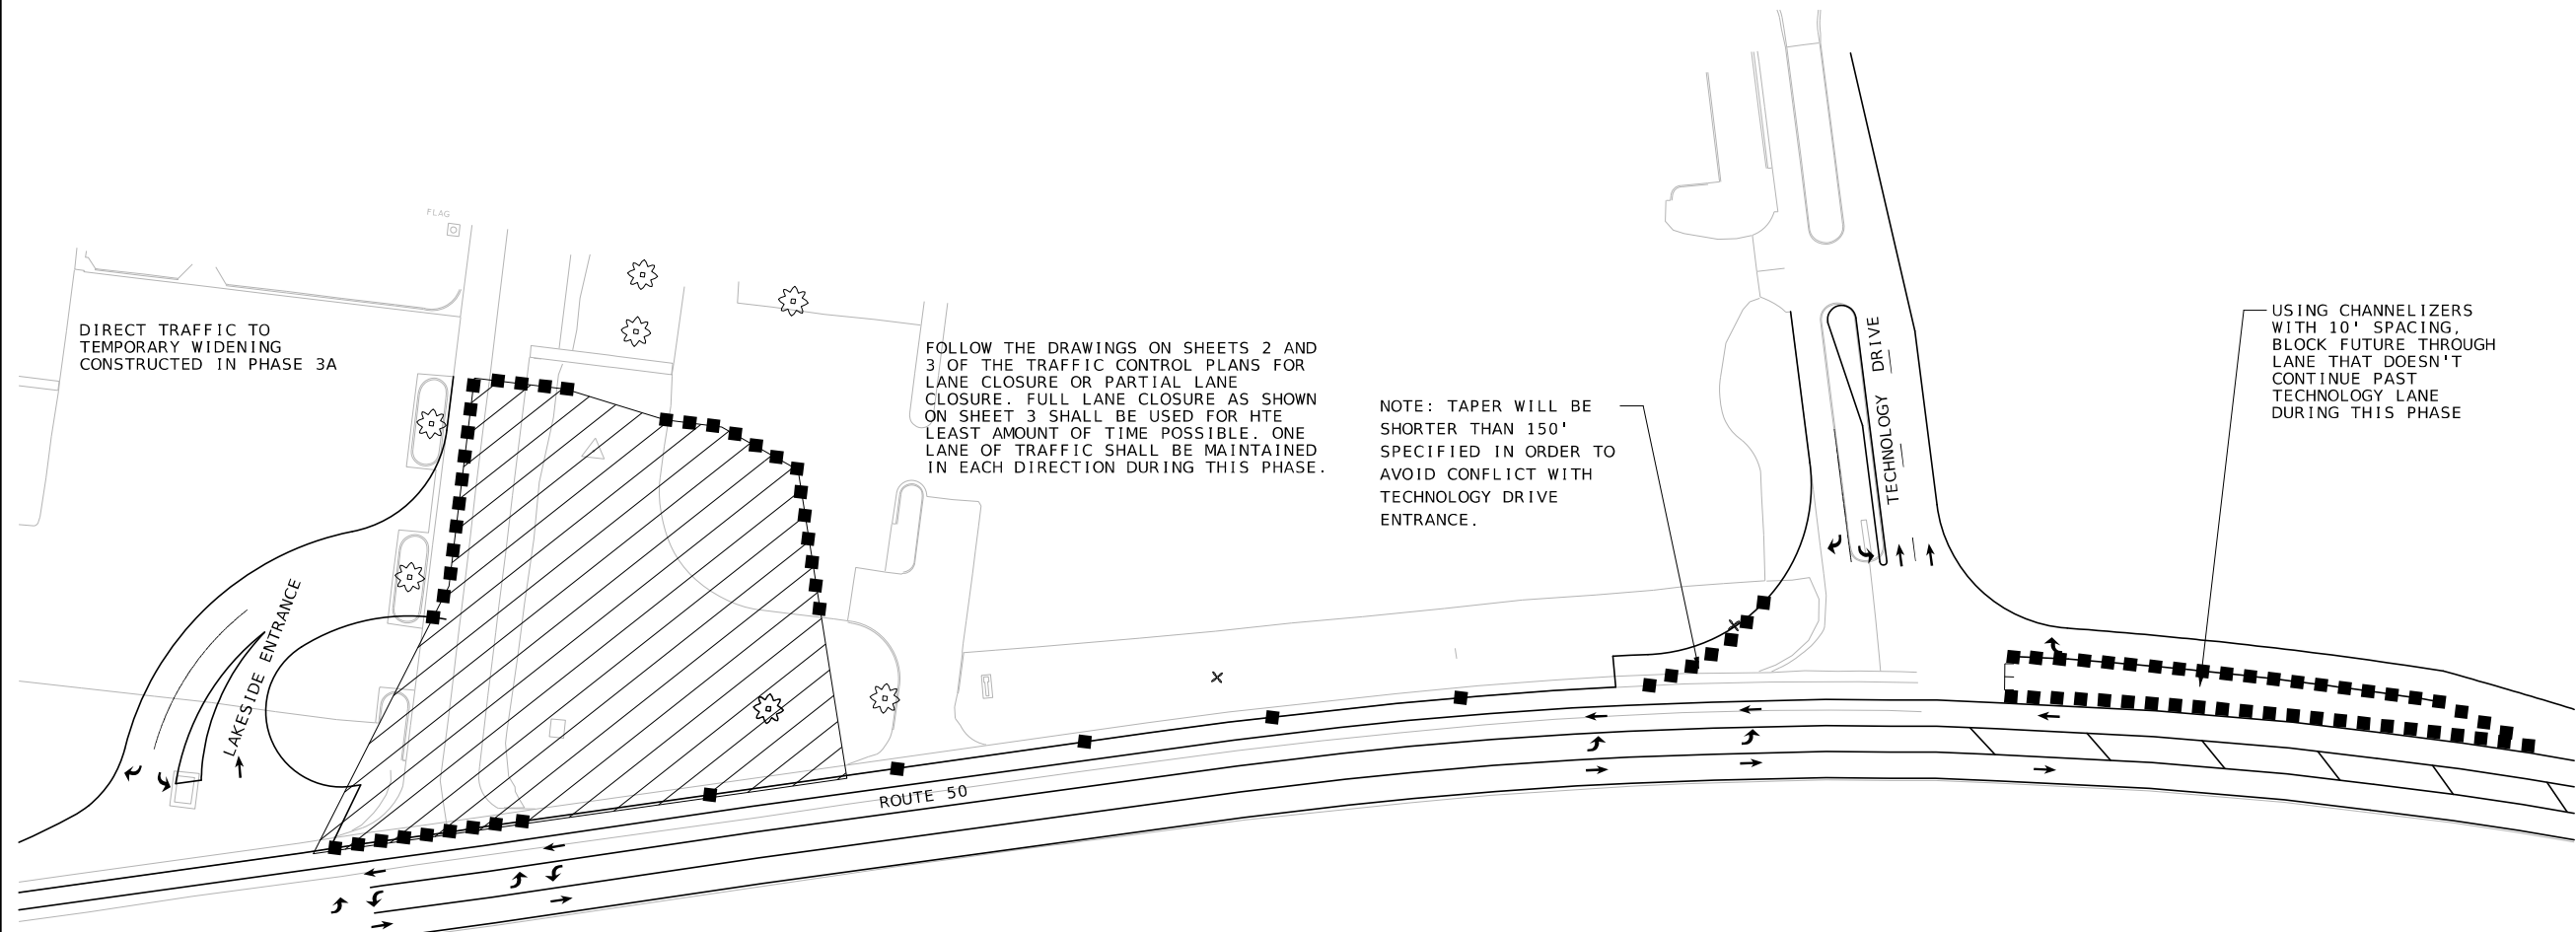 FLAG
DIRECT TRAFFIC TO
TEMPORARY WIDENING
CONSTRUCTED IN PHASE 3A
FOLLOW THE DRAWINGS ON SHEETS 2 AND
3 OF THE TRAFFIC CONTROL PLANS FOR
LANE CLOSURE OR PARTIAL LANE
CLOSURE. FULL LANE CLOSURE AS SHOWN
ON SHEET 3 SHALL BE USED FOR HTE
LEAST AMOUNT OF TIME POSSIBLE. ONE
LANE OF TRAFFIC SHALL BE MAINTAINED
IN EACH DIRECTION DURING THIS PHASE.
NOTE: TAPER WILL BE
SHORTER THAN 150'
SPECIFIED IN ORDER TO
AVOID CONFLICT WITH
TECHNOLOGY DRIVE
ENTRANCE.
TECHNOLOGY DRIVE
USING CHANNELIZERS
WITH 10' SPACING,
BLOCK FUTURE THROUGH
LANE THAT DOESN'T
CONTINUE PAST
TECHNOLOGY LANE
DURING THIS PHASE
LAKESIDE ENTRANCE
ROUTE 50